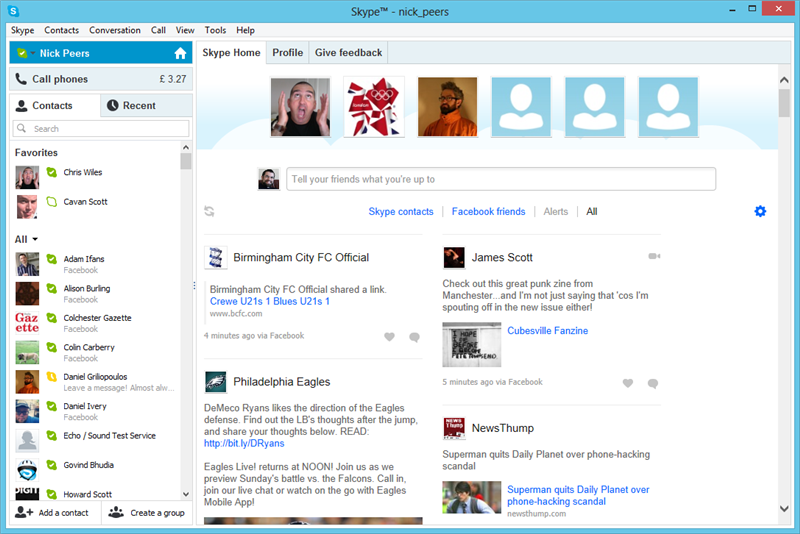 Skype™ - nick_peers
Skype Contacts Conversation Call View Tools Help
Nick Peers
Call phones £ 3.27
Contacts Recent
Search
Favorites
Chris Wiles
Cavan Scott
All
Adam Ifans
Facebook
Alison Burling
Facebook
Colchester Gazette
Facebook
Colin Carberry
Facebook
Daniel Griliopoulos
Leave a message! Almost alw...
Daniel Ivery
Facebook
Echo / Sound Test Service
Govind Bhudia
Howard Scott
Add a contact Create a group
Skype Home Profile Give feedback
Tell your friends what you're up to
Skype contacts Facebook friends Alerts All
Birmingham City FC Official
Birmingham City FC Official shared a link.
Crewe U21s 1 Blues U21s 1
www.bcfc.com
4 minutes ago via Facebook
Philadelphia Eagles
DeMeco Ryans likes the direction of the Eagles
defense. Find out the LB's thoughts after the jump,
and share your thoughts below. READ:
http://bit.ly/DRyans
Eagles Live! returns at NOON! Join us as we
preview Sunday's battle vs. the Falcons. Call in,
join our live chat or watch on the go with Eagles
Mobile App!
James Scott
Check out this great punk zine from
Manchester...and I'm not just saying that 'cos I'm
spouting off in the new issue either!
Cubesville Fanzine
5 minutes ago via Facebook
NEWS
THUMP
NewsThump
Superman quits Daily Planet over phone-hacking
scandal
Superman quits Daily Planet over
phone-hacking scandal
newsthump.com